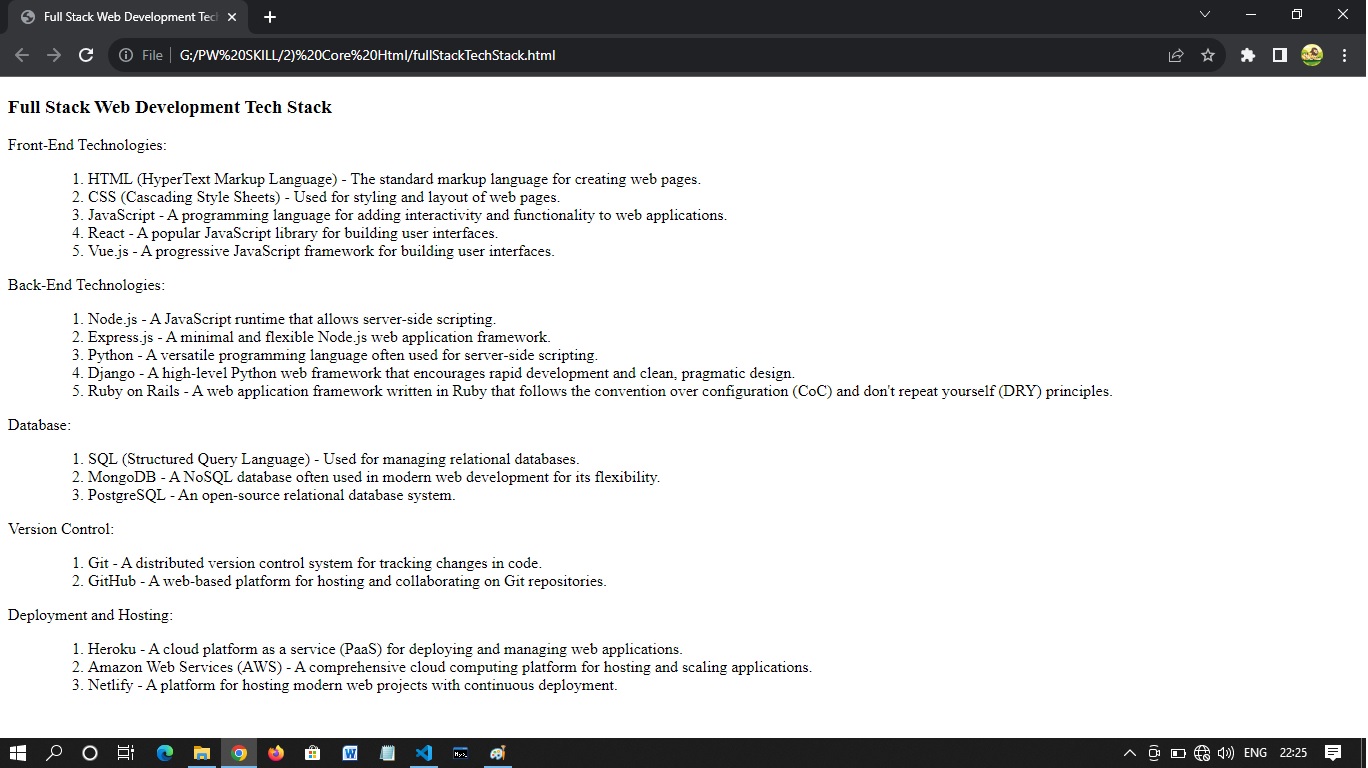 Full Stack Web Development Tec
File
G:/PW%20SKILL/2)%20Core%20Html/fullStackTechStack.html
Full Stack Web Development Tech Stack
Front-End Technologies:
1. HTML (HyperText Markup Language) - The standard markup language for creating web pages.
2. CSS (Cascading Style Sheets) - Used for styling and layout of web pages.
3. JavaScript - A programming language for adding interactivity and functionality to web applications.
4. React - A popular JavaScript library for building user interfaces.
5. Vue.js - A progressive JavaScript framework for building user interfaces.
Back-End Technologies:
1. Node.js - A JavaScript runtime that allows server-side scripting.
2. Express.js - A minimal and flexible Node.js web application framework.
3. Python - A versatile programming language often used for server-side scripting.
4. Django - A high-level Python web framework that encourages rapid development and clean, pragmatic design.
5. Ruby on Rails - A web application framework written in Ruby that follows the convention over configuration (CoC) and don't repeat yourself (DRY) principles.
Database:
1. SQL (Structured Query Language) - Used for managing relational databases.
2. MongoDB - A NoSQL database often used in modern web development for its flexibility.
3. PostgreSQL - An open-source relational database system.
Version Control:
1. Git - A distributed version control system for tracking changes in code.
2. GitHub - A web-based platform for hosting and collaborating on Git repositories.
Deployment and Hosting:
1. Heroku - A cloud platform as a service (PaaS) for deploying and managing web applications.
2. Amazon Web Services (AWS) - A comprehensive cloud computing platform for hosting and scaling applications.
3. Netlify - A platform for hosting modern web projects with continuous deployment.
ENG 22:25